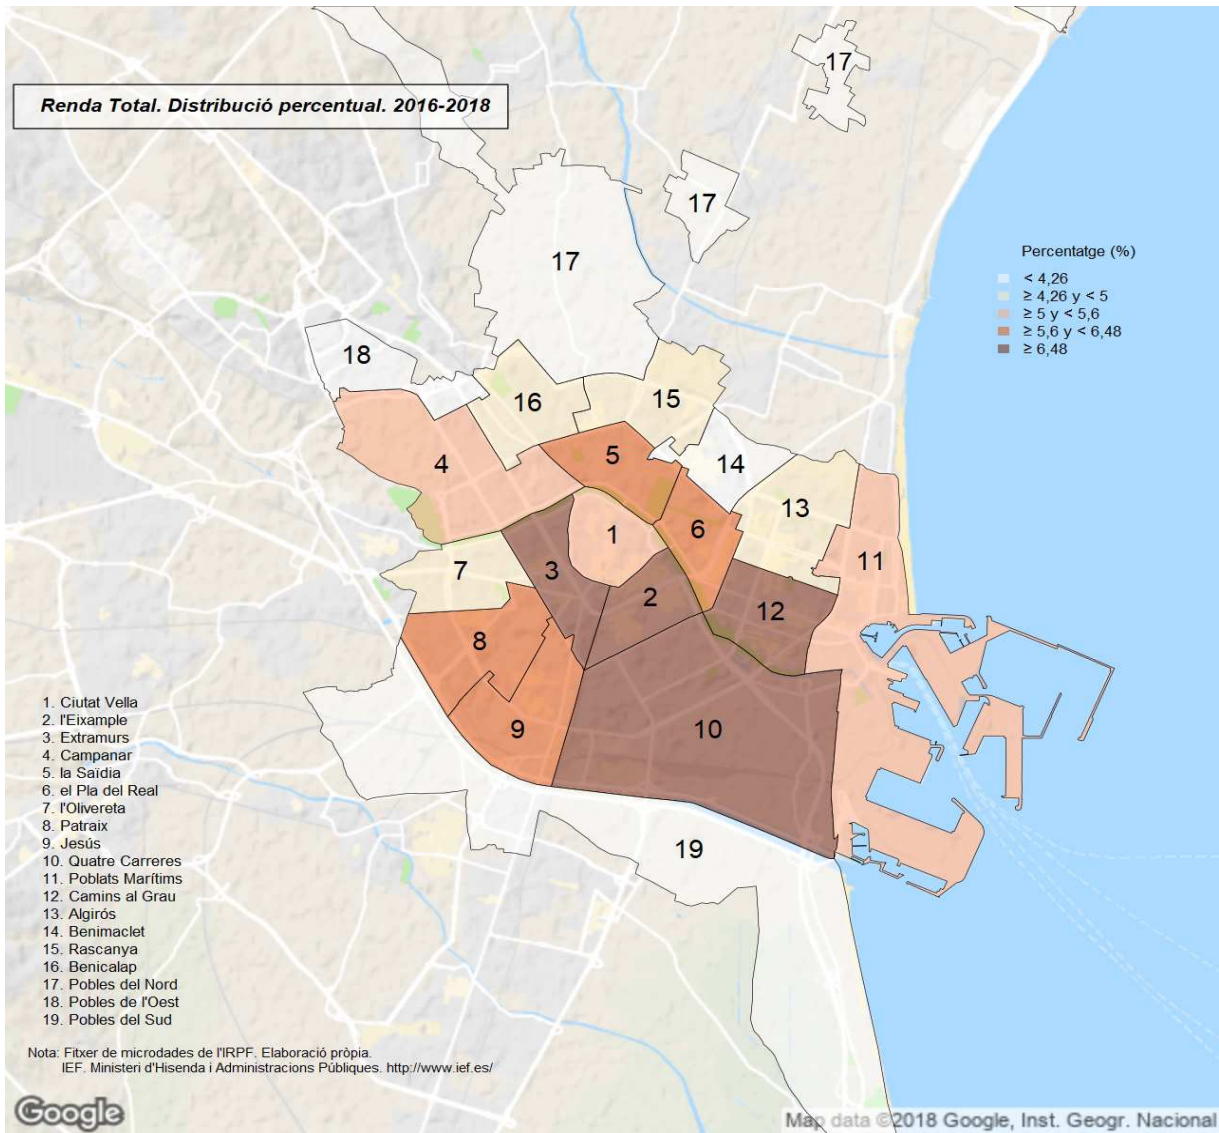 Renda Total. Distribució percentual. 2016-2018
17
17
17
18
16
15
4
5
14
13
6
1
11
3
7
2
12
8
9
10
19
Percentatge (%)
< 4,26
≥ 4,26 y < 5
≥ 5 y < 5,6
≥ 5,6 y < 6,48
≥ 6,48
1. Ciutat Vella
2. l'Eixample
3. Extramurs
4. Campanar
5. la Saïdia
6. el Pla del Real
7. l'Olivereta
8. Patraix
9. Jesús
10. Quatre Carreres
11. Poblats Marítims
12. Camins al Grau
13. Algirós
14. Benimaclet
15. Rascanya
16. Benicalap
17. Pobles del Nord
18. Pobles de l'Oest
19. Pobles del Sud
Nota: Fitxer de microdades de l'IRPF. Elaboració pròpia.
IEF. Ministeri d'Hisenda i Administracions Públiques. http://www.ief.es/
Google
Map data ©2018 Google, Inst. Geogr. Nacional